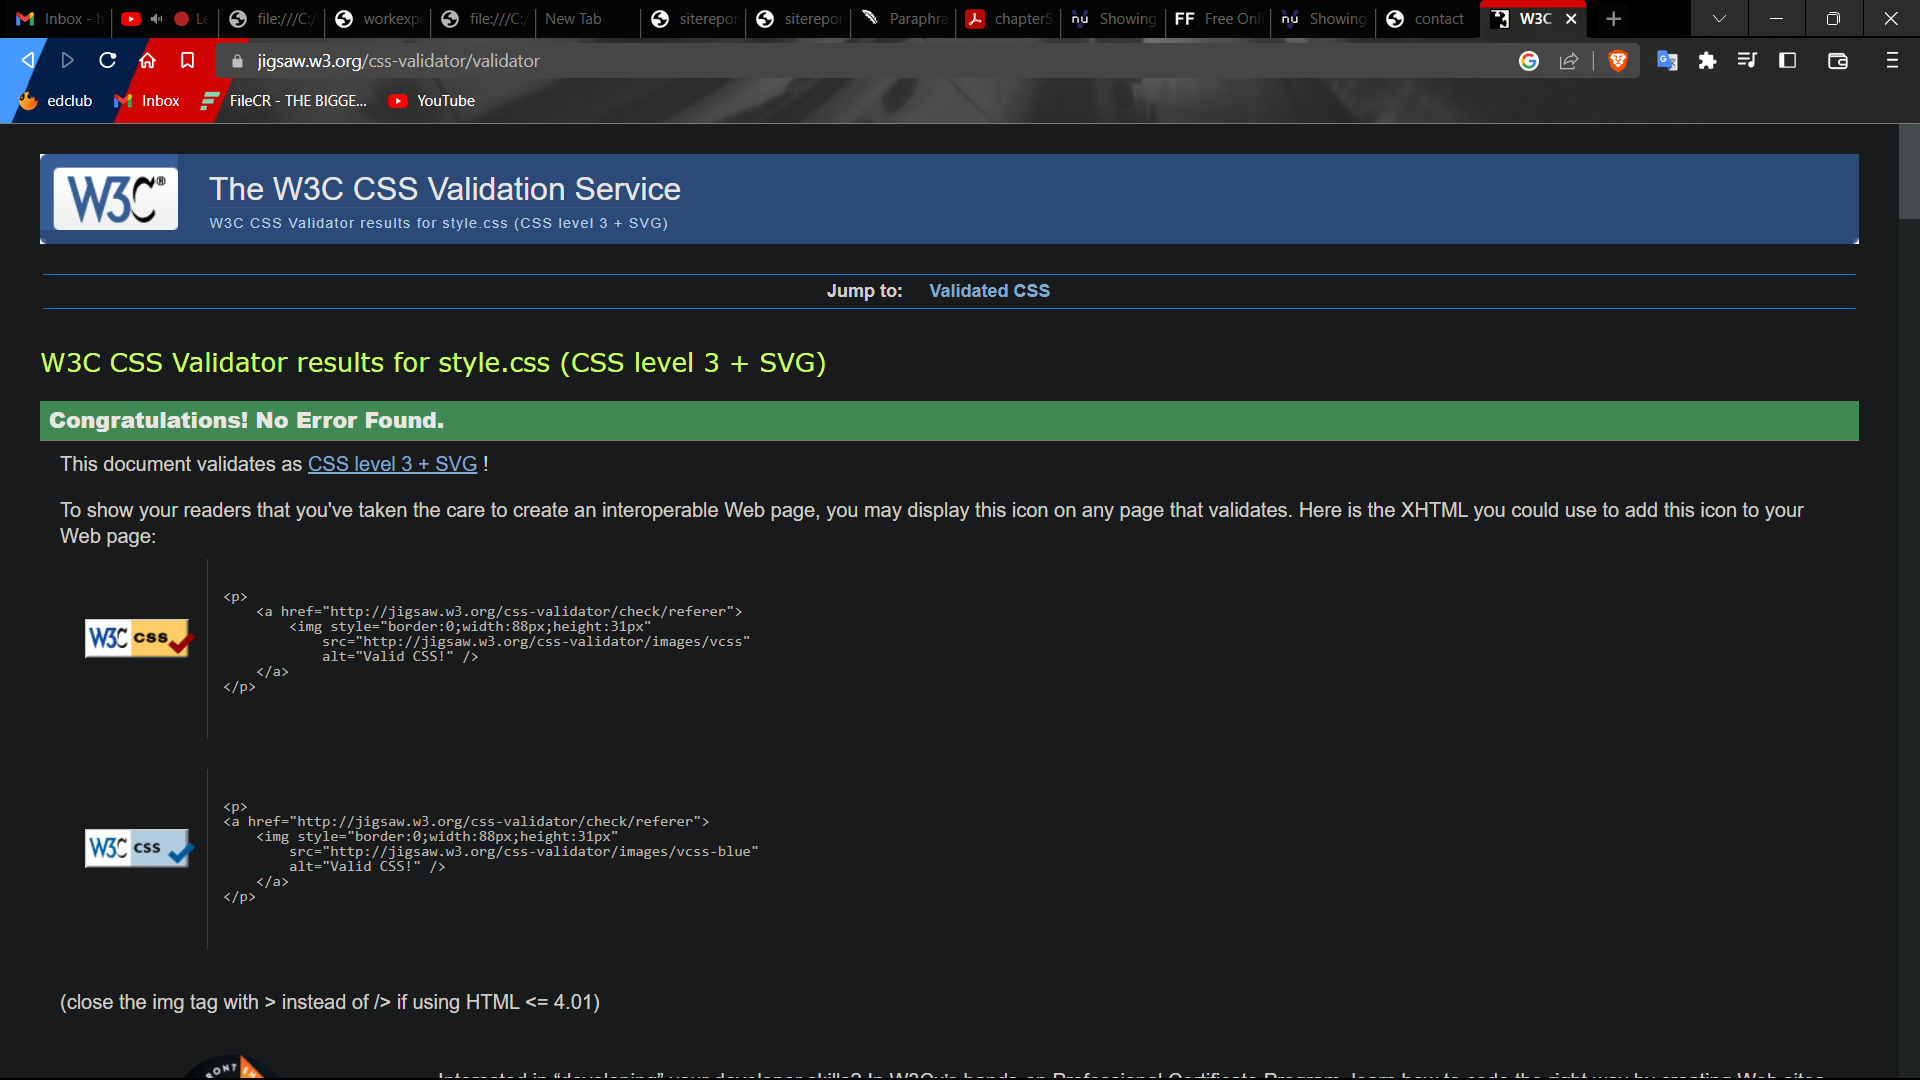 Inbox - h
file:///C:/
workexpe
file:///C:/
New Tab
siterepor
siterepor
Paraphra
chapter5
Showing
FF Free Onli
Showing
contact
W3C
jigsaw.w3.org/css-validator/validator
edclub
Inbox
FileCR - THE BIGGE...
YouTube
W3C®
The W3C CSS Validation Service
W3C CSS Validator results for style.css (CSS level 3 + SVG)
Jump to: Validated CSS
W3C CSS Validator results for style.css (CSS level 3 + SVG)
Congratulations! No Error Found.
This document validates as CSS level 3 + SVG !
To show your readers that you've taken the care to create an interoperable Web page, you may display this icon on any page that validates. Here is the XHTML you could use to add this icon to your
Web page:
W3C css
<p>
<a href="http://jigsaw.w3.org/css-validator/check/referer">
<img style="border:0;width:88px;height:31px"
src="http://jigsaw.w3.org/css-validator/images/vcss"
alt="Valid CSS!" />
</a>
</p>
W3C css
<p>
<a href="http://jigsaw.w3.org/css-validator/check/referer">
<img style="border:0;width:88px;height:31px"
src="http://jigsaw.w3.org/css-validator/images/vcss-blue"
alt="Valid CSS!" />
</a>
</p>
(close the img tag with > instead of /> if using HTML <= 4.01)